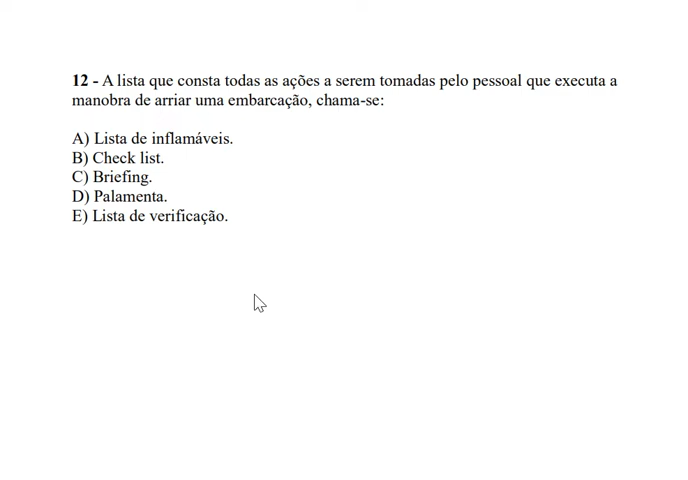 12 - A lista que consta todas as ações a serem tomadas pelo pessoal que executa a
manobra de arriar uma embarcação, chama-se:
A) Lista de inflamáveis.
B) Check list.
C) Briefing.
D) Palamenta.
E) Lista de verificação.